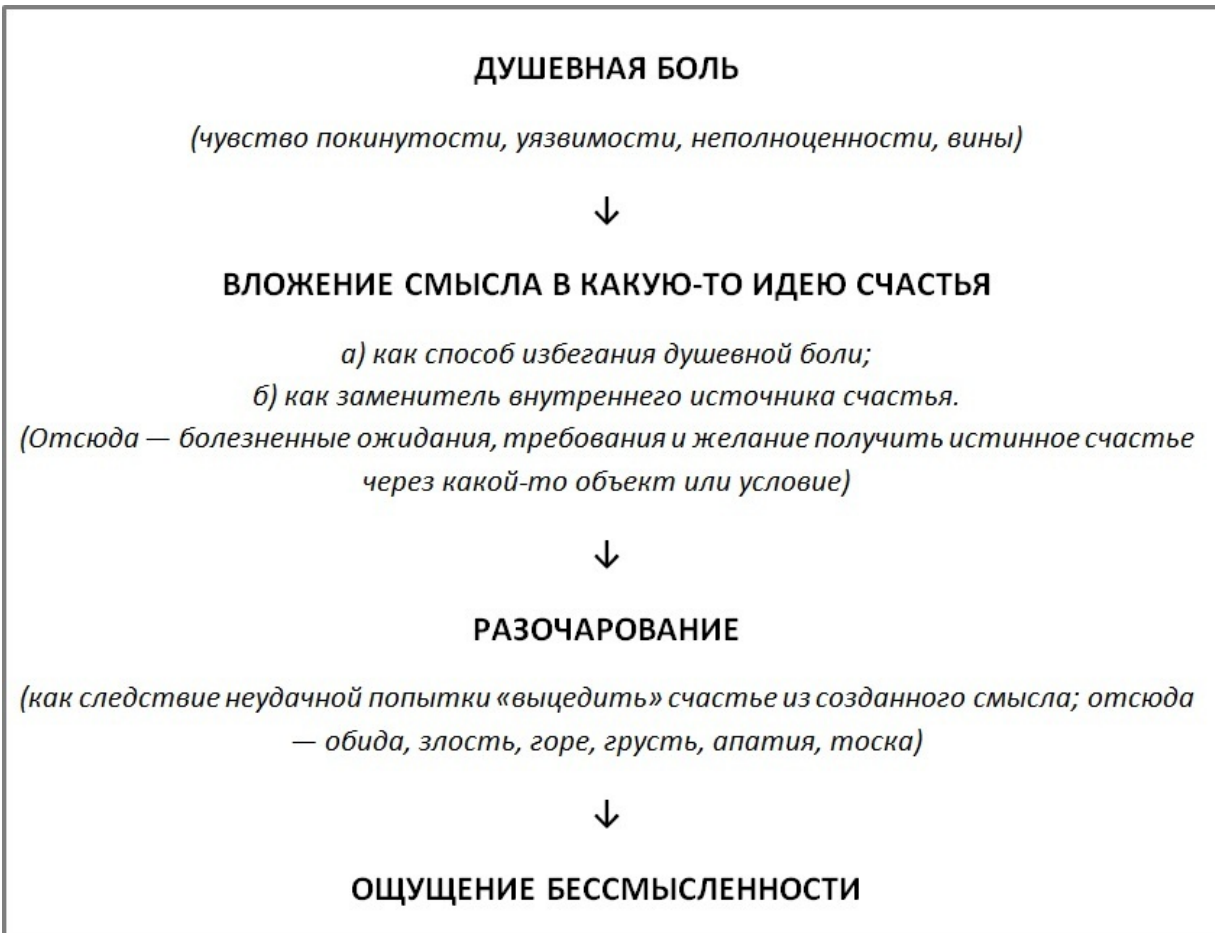 ДУШЕВНАЯ БОЛЬ
(чувство покинутости, уязвимости, неполноценности, вины)
↓
ВЛОЖЕНИЕ СМЫСЛА В КАКУЮ-ТО ИДЕЮ СЧАСТЬЯ
а) как способ избегания душевной боли;
б) как заменитель внутреннего источника счастья.
(Отсюда — болезненные ожидания, требования и желание получить истинное счастье
через какой-то объект или условие)
↓
РАЗОЧАРОВАНИЕ
(как следствие неудачной попытки «выцедить» счастье из созданного смысла; отсюда
— обида, злость, горе, грусть, апатия, тоска)
↓
ОЩУЩЕНИЕ БЕССМЫСЛЕННОСТИ